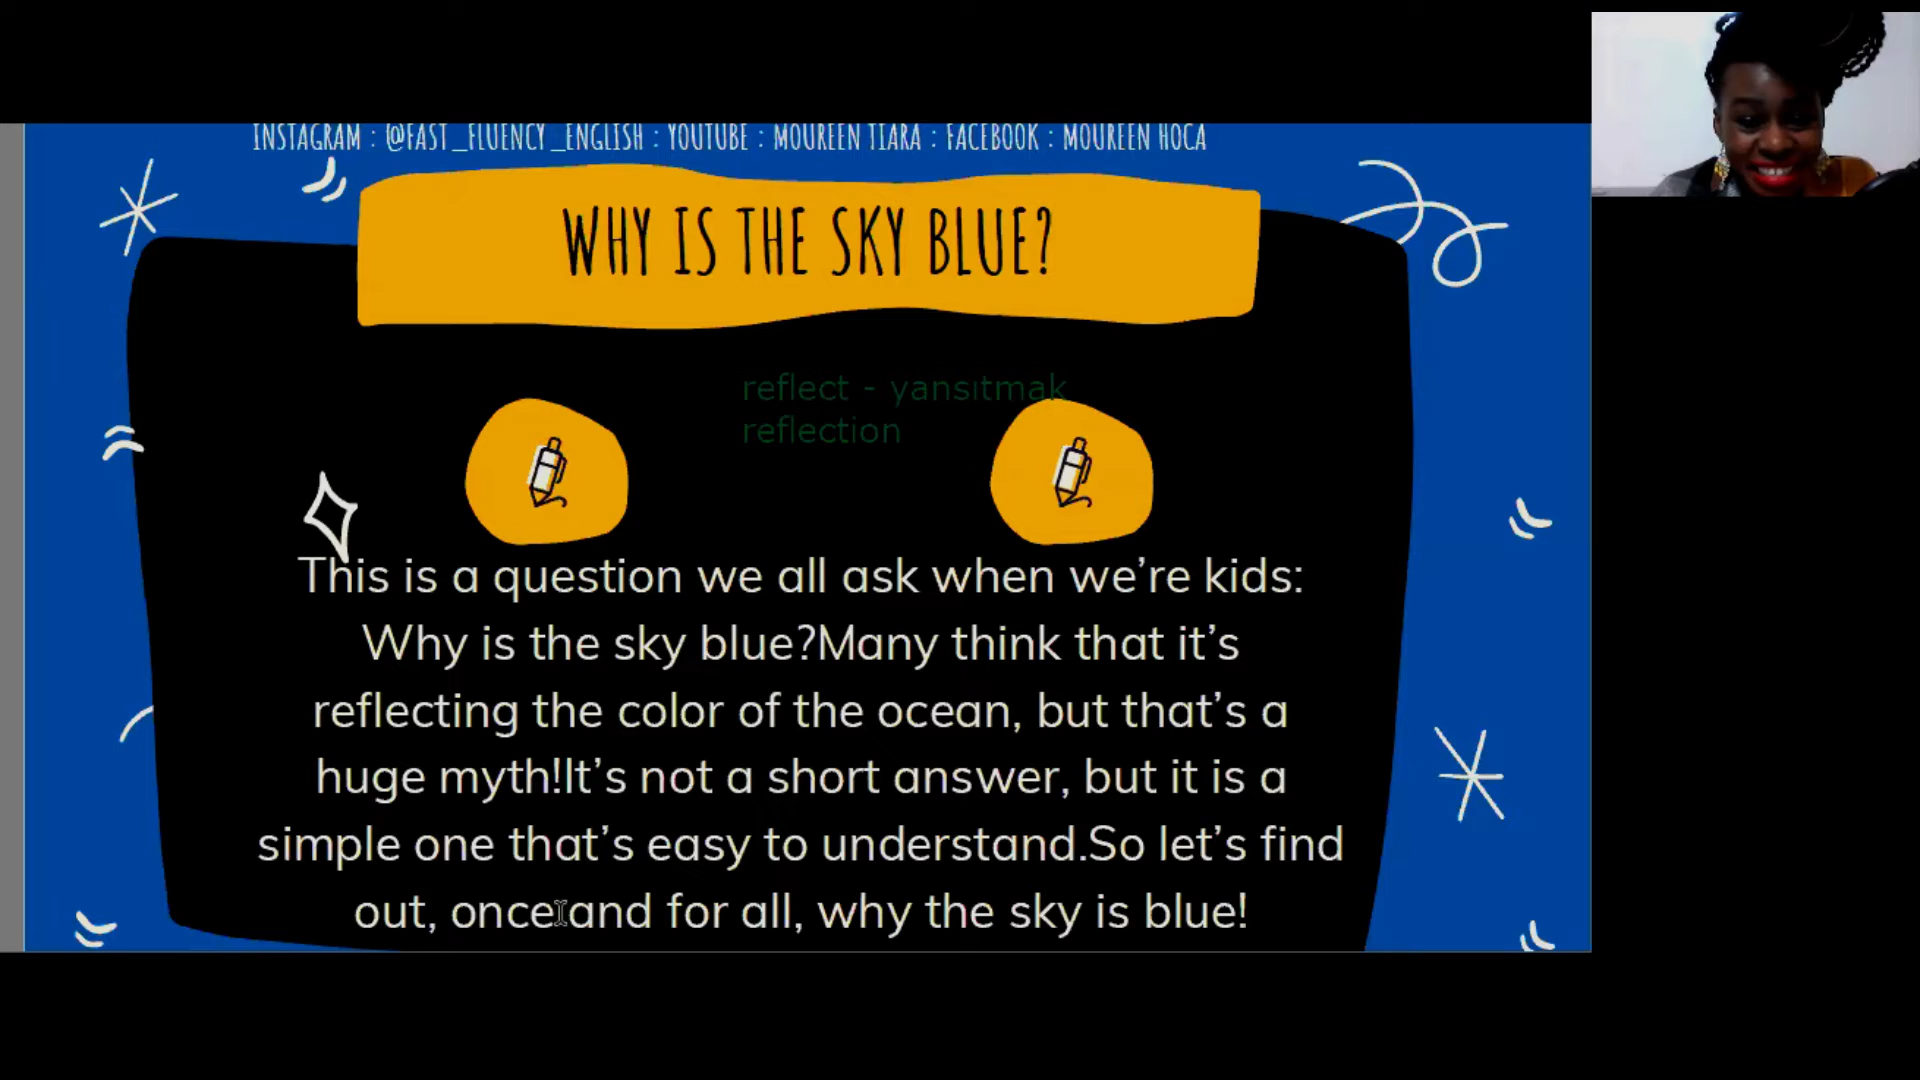 INSTAGRAM : @FAST_FLUENCY_ENGLISH : YOUTUBE : MOUREEN TIARA : FACEBOOK : MOUREEN HOCA
WHY IS THE SKY BLUE?
reflect - yansıtmak
reflection
This is a question we all ask when we’re kids:
Why is the sky blue?Many think that it’s
reflecting the color of the ocean, but that’s a
huge myth!It’s not a short answer, but it is a
simple one that’s easy to understand.So let’s find
out, once and for all, why the sky is blue!